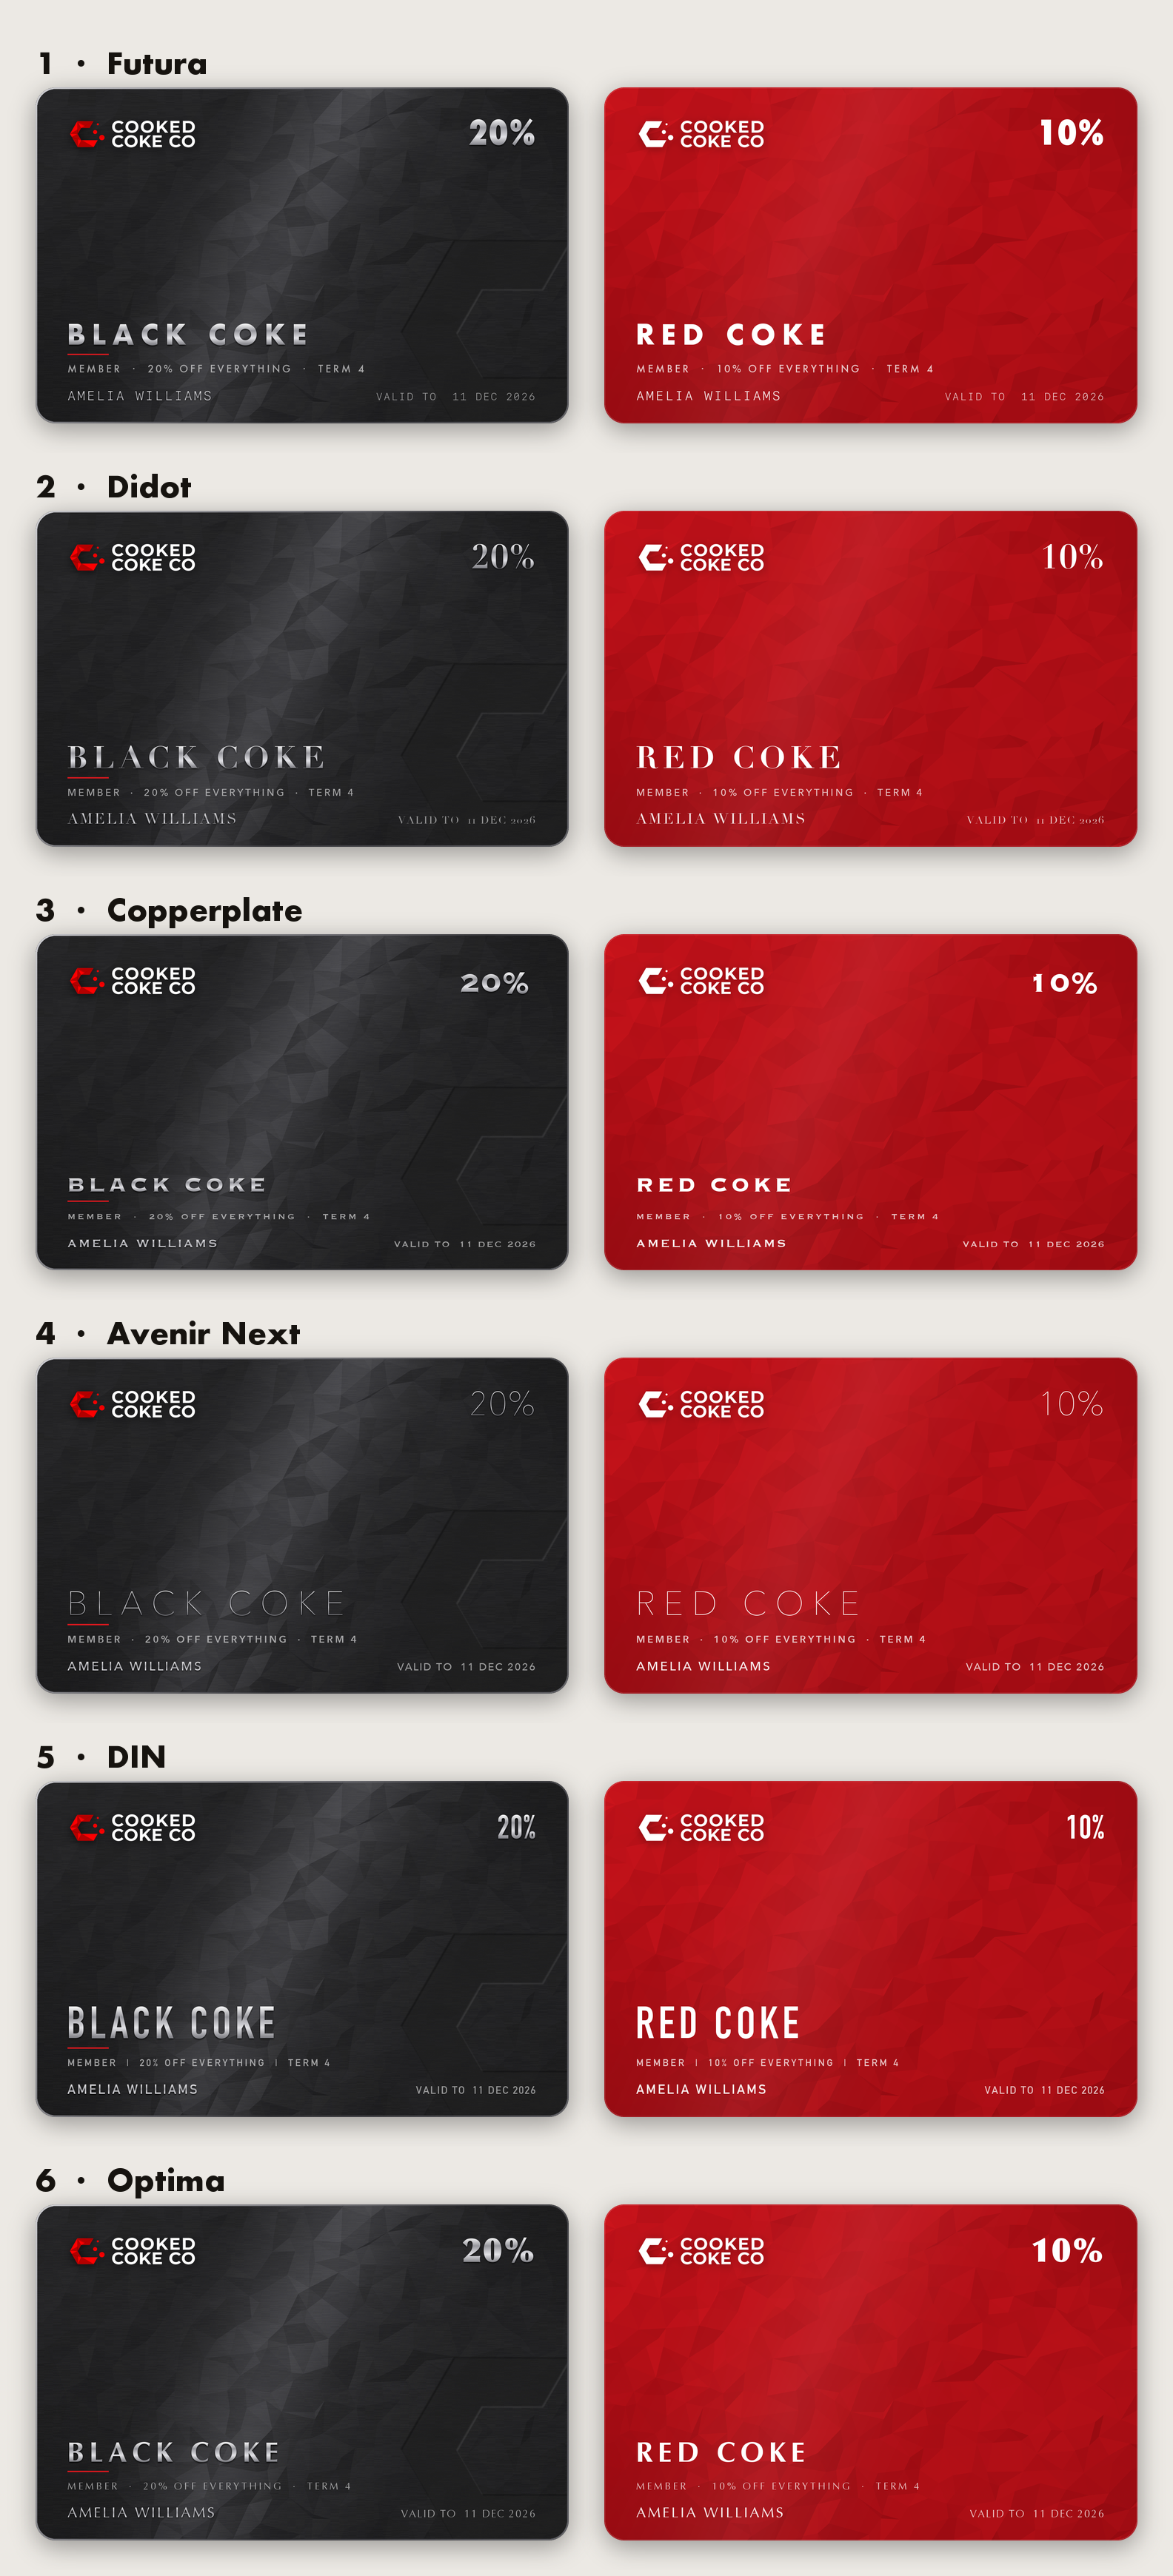 1 · Futura
COOKED
COKE CO
20%
BLACK COKE
MEMBER · 20% OFF EVERYTHING · TERM 4
AMELIA WILLIAMS
VALID TO 11 DEC 2026
COOKED
COKE CO
10%
RED COKE
MEMBER · 10% OFF EVERYTHING · TERM 4
AMELIA WILLIAMS
VALID TO 11 DEC 2026
2 · Didot
COOKED
COKE CO
20%
BLACK COKE
MEMBER · 20% OFF EVERYTHING · TERM 4
AMELIA WILLIAMS
VALID TO 11 DEC 2026
COOKED
COKE CO
10%
RED COKE
MEMBER · 10% OFF EVERYTHING · TERM 4
AMELIA WILLIAMS
VALID TO 11 DEC 2026
3 · Copperplate
COOKED
COKE CO
20%
BLACK COKE
MEMBER · 20% OFF EVERYTHING · TERM 4
AMELIA WILLIAMS
VALID TO 11 DEC 2026
COOKED
COKE CO
10%
RED COKE
MEMBER · 10% OFF EVERYTHING · TERM 4
AMELIA WILLIAMS
VALID TO 11 DEC 2026
4 · Avenir Next
COOKED
COKE CO
20%
BLACK COKE
MEMBER · 20% OFF EVERYTHING · TERM 4
AMELIA WILLIAMS
VALID TO 11 DEC 2026
COOKED
COKE CO
10%
RED COKE
MEMBER · 10% OFF EVERYTHING · TERM 4
AMELIA WILLIAMS
VALID TO 11 DEC 2026
5 · DIN
COOKED
COKE CO
20%
BLACK COKE
MEMBER | 20% OFF EVERYTHING | TERM 4
AMELIA WILLIAMS
VALID TO 11 DEC 2026
COOKED
COKE CO
10%
RED COKE
MEMBER | 10% OFF EVERYTHING | TERM 4
AMELIA WILLIAMS
VALID TO 11 DEC 2026
6 · Optima
COOKED
COKE CO
20%
BLACK COKE
MEMBER · 20% OFF EVERYTHING · TERM 4
AMELIA WILLIAMS
VALID TO 11 DEC 2026
COOKED
COKE CO
10%
RED COKE
MEMBER · 10% OFF EVERYTHING · TERM 4
AMELIA WILLIAMS
VALID TO 11 DEC 2026